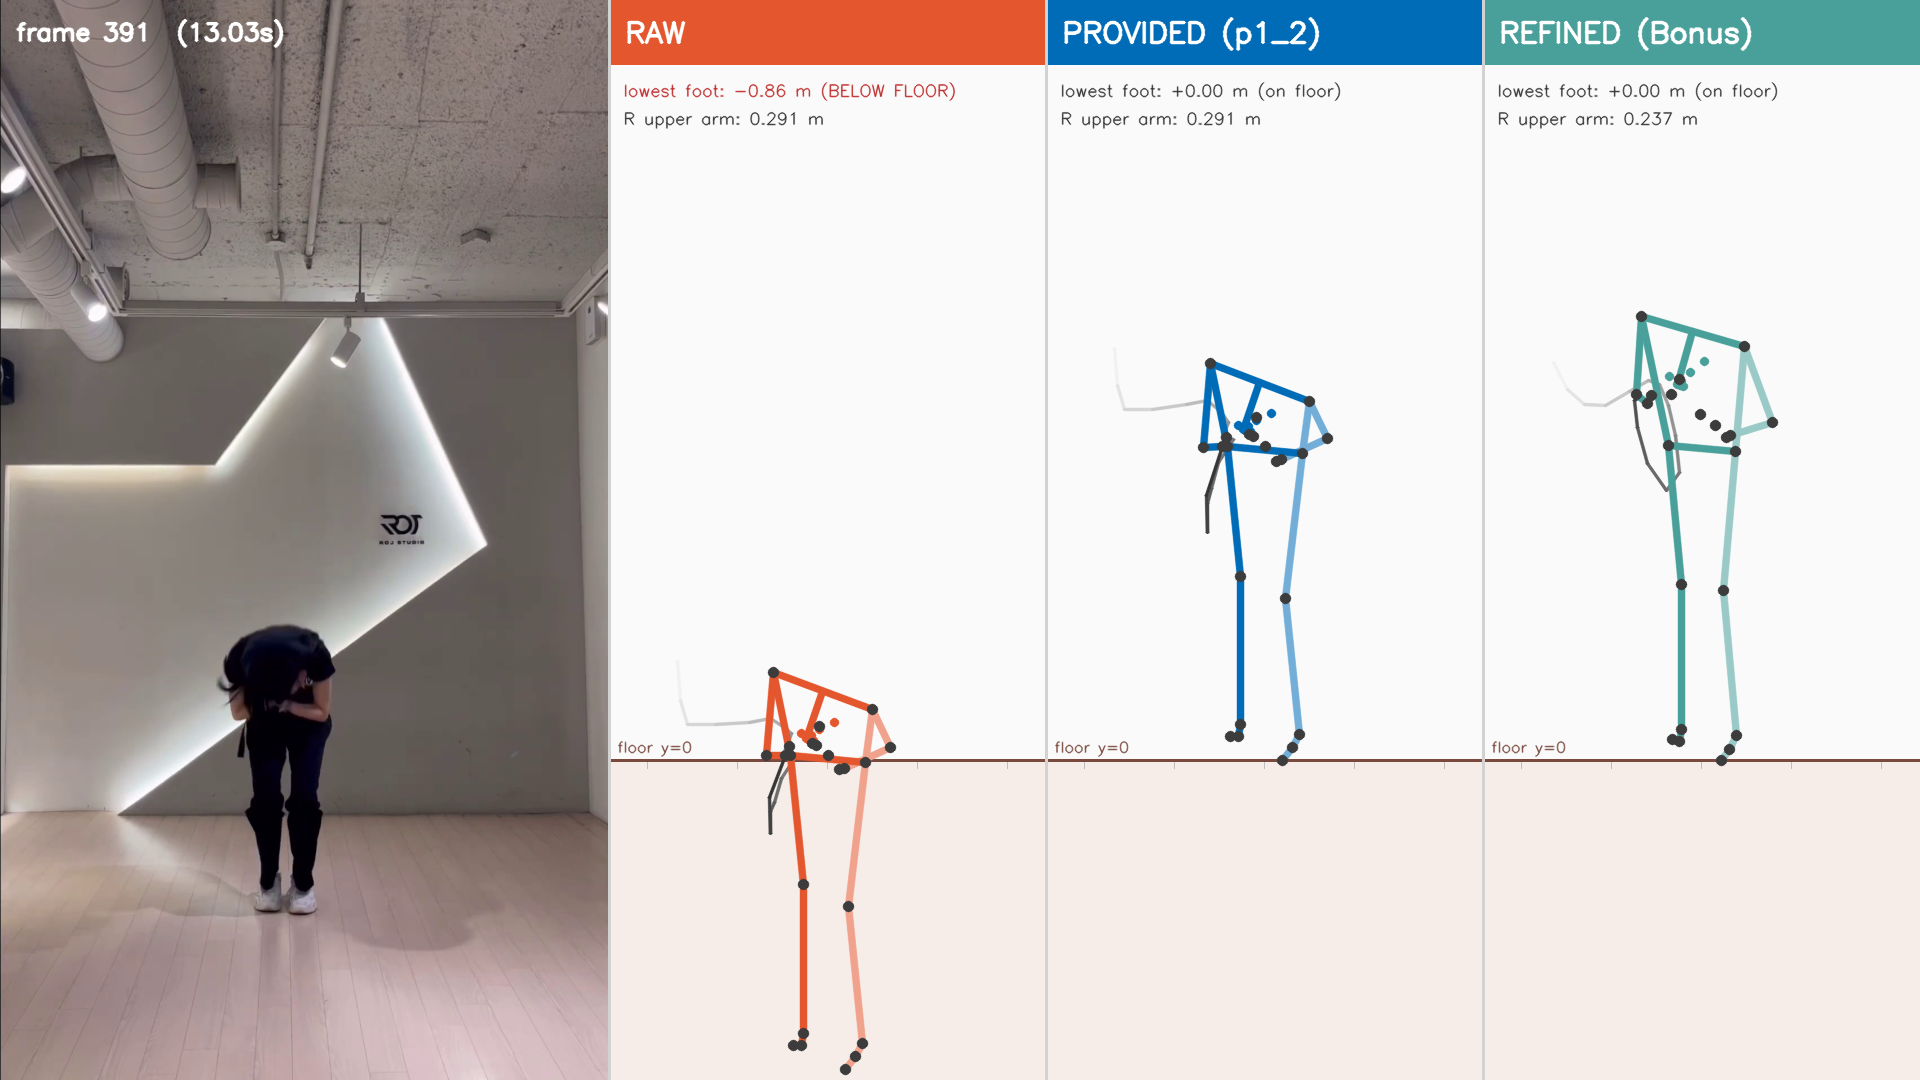 frame 391 (13.03s)
ROJ
ROJ STUDIO
RAW
lowest foot: −0.86 m (BELOW FLOOR)
R upper arm: 0.291 m
floor y=0
PROVIDED (p1_2)
lowest foot: +0.00 m (on floor)
R upper arm: 0.291 m
floor y=0
REFINED (Bonus)
lowest foot: +0.00 m (on floor)
R upper arm: 0.237 m
floor y=0